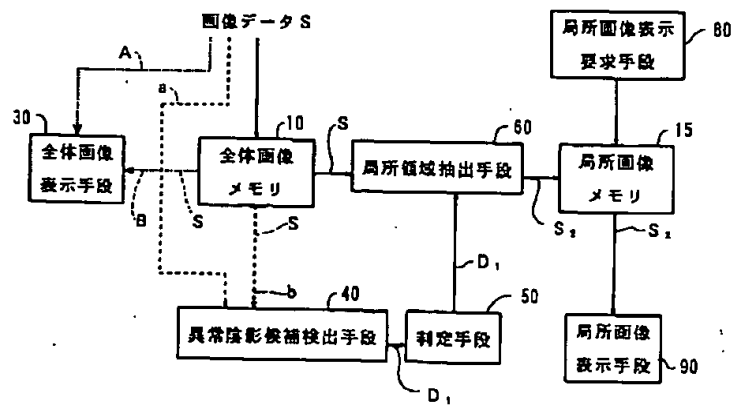 画像データS
A
a
30
全体画像
表示手段
10
全体画像
メモリ
B
S
S
60
局所領域抽出手段
80
局所画像表示
要求手段
15
局所画像
メモリ
S₂
S₂
S
b
D₁
40
異常陰影候補検出手段
50
判定手段
D₁
局所画像
表示手段
90